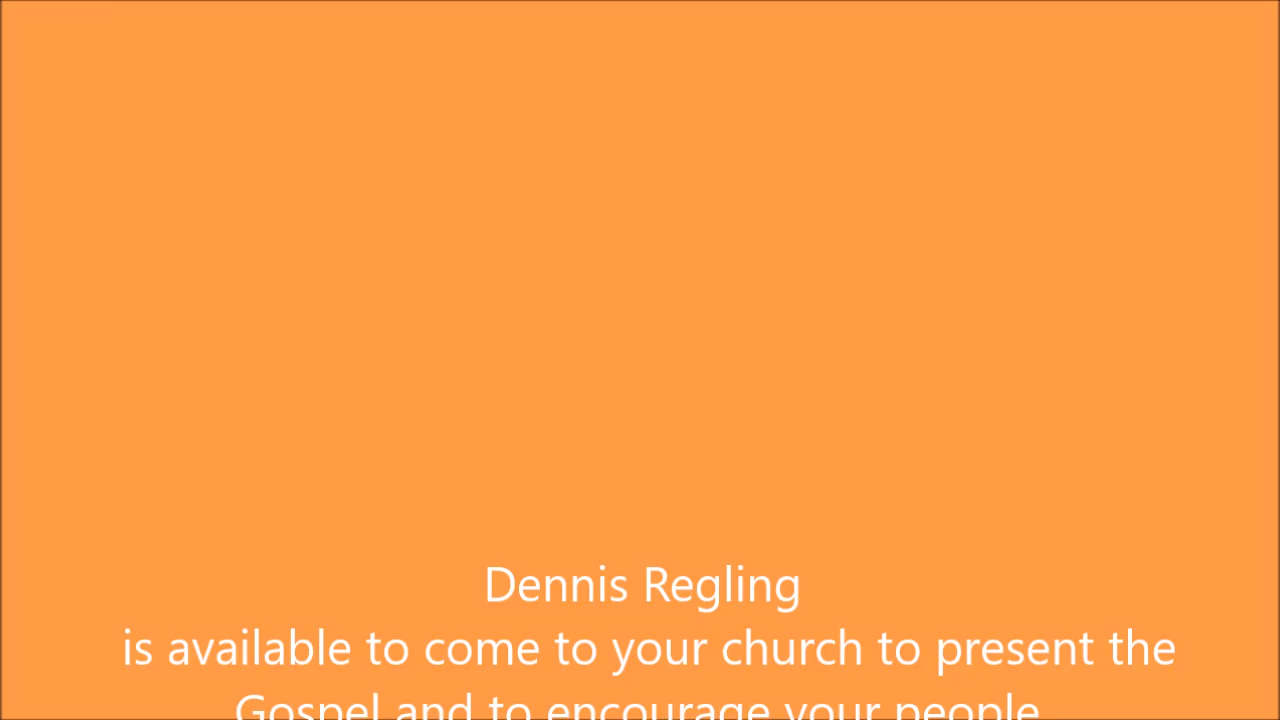 Dennis Regling
is available to come to your church to present the
Gospel and to encourage your people